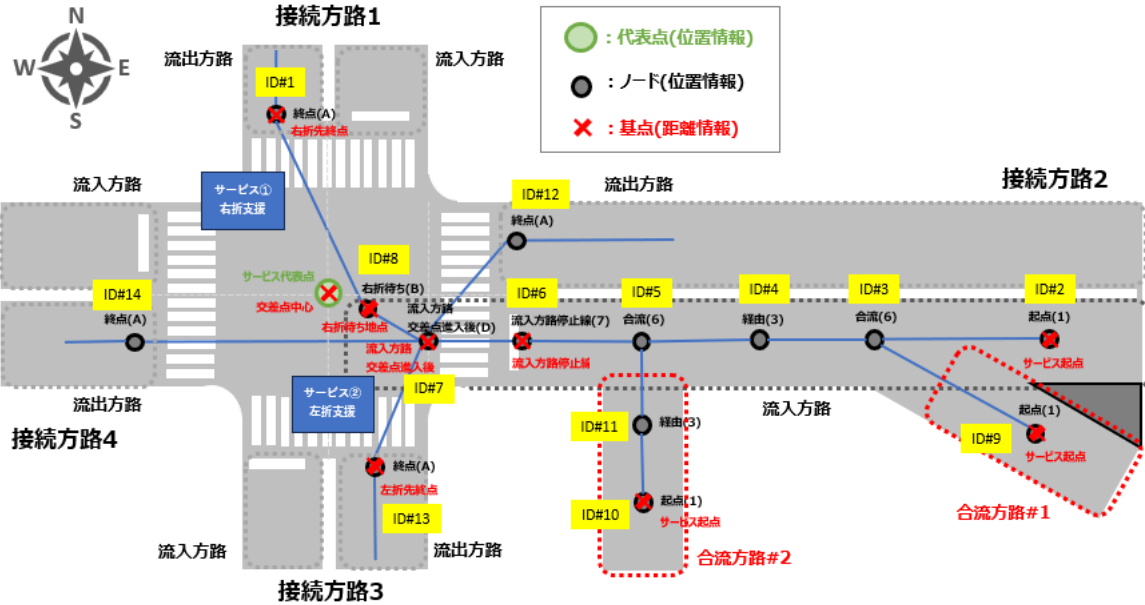 接続方路1
N
W
E
S
流出方路
流入方路
ID#1
終点(A)
右折先終点
：代表点(位置情報)
：ノード(位置情報)
：基点(距離情報)
流入方路
サービス①
右折支援
ID#12
流出方路
接続方路2
終点(A)
ID#8
サービス代表点
右折待ち(B)
ID#14
交差点中心
流入方路
ID#6
ID#5
ID#4
ID#3
ID#2
終点(A)
右折待ち地点
交差点進入後(D)
流入方路停止線(7)
合流(6)
経由(3)
合流(6)
起点(1)
流入方路
交差点進入後
流入方路停止線
サービス起点
サービス②
左折支援
ID#7
流出方路
流入方路
起点(1)
接続方路4
ID#11
経由(3)
ID#9
サービス起点
終点(A)
左折先終点
起点(1)
ID#13
ID#10
サービス起点
合流方路#1
流入方路
流出方路
合流方路#2
接続方路3